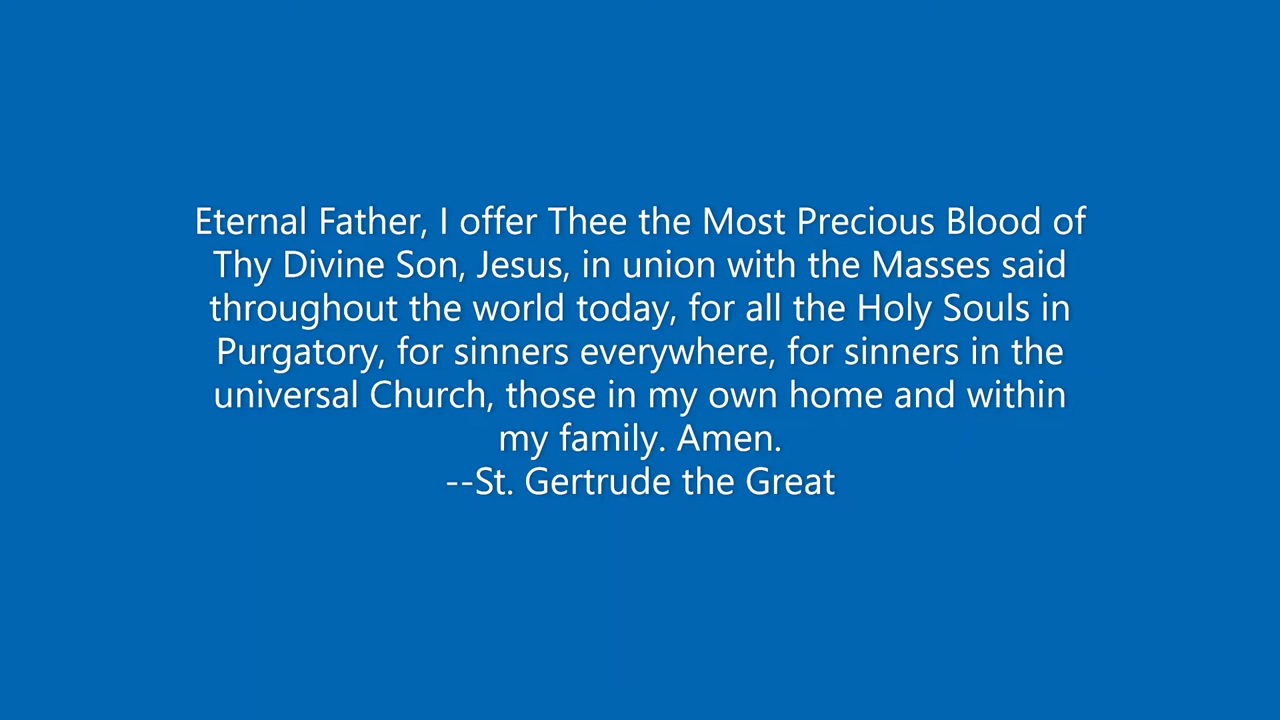 Eternal Father, I offer Thee the Most Precious Blood of
Thy Divine Son, Jesus, in union with the Masses said
throughout the world today, for all the Holy Souls in
Purgatory, for sinners everywhere, for sinners in the
universal Church, those in my own home and within
my family. Amen.
--St. Gertrude the Great